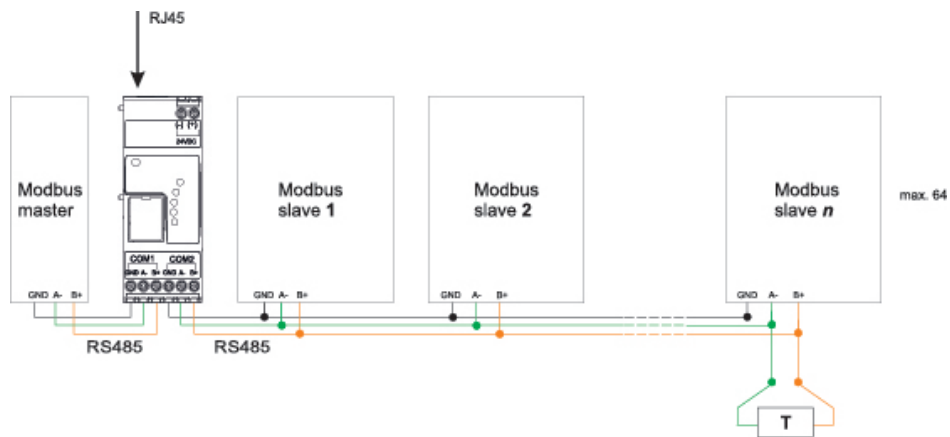 RJ45
(-) (+)
24VDC
Modbus
master
Modbus
slave 1
Modbus
slave 2
Modbus
slave n
max. 64
COM1 COM2
GND A- B+ GND A- B+
GND A- B+
GND A- B+
GND A- B+
GND A- B+
RS485
RS485
T